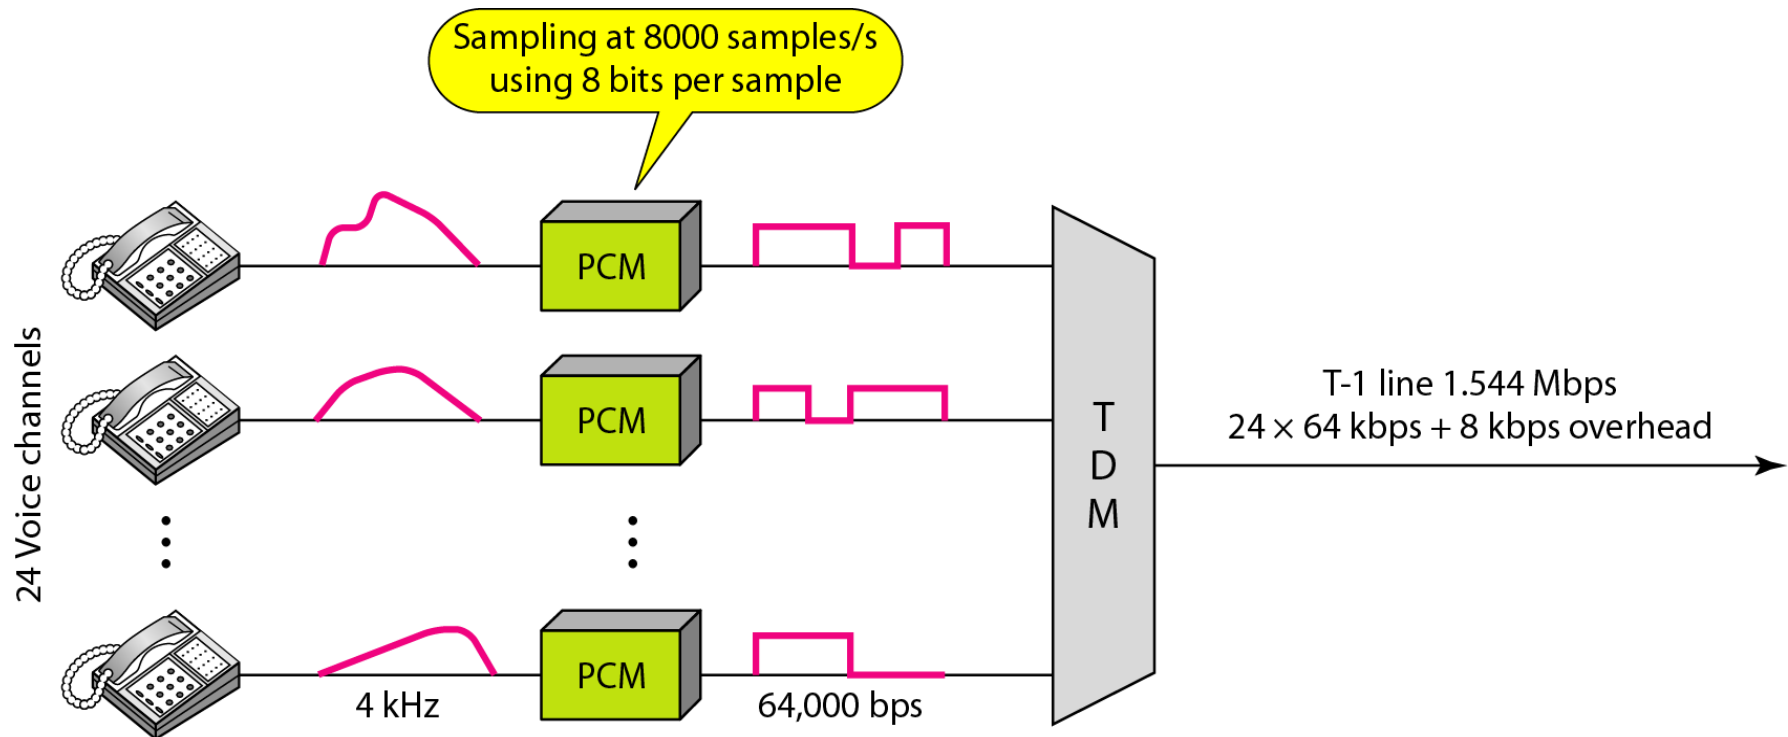 Sampling at 8000 samples/s
using 8 bits per sample
24 Voice channels
PCM
PCM
PCM
4 kHz
64,000 bps
T
D
M
T-1 line 1.544 Mbps
24 × 64 kbps + 8 kbps overhead